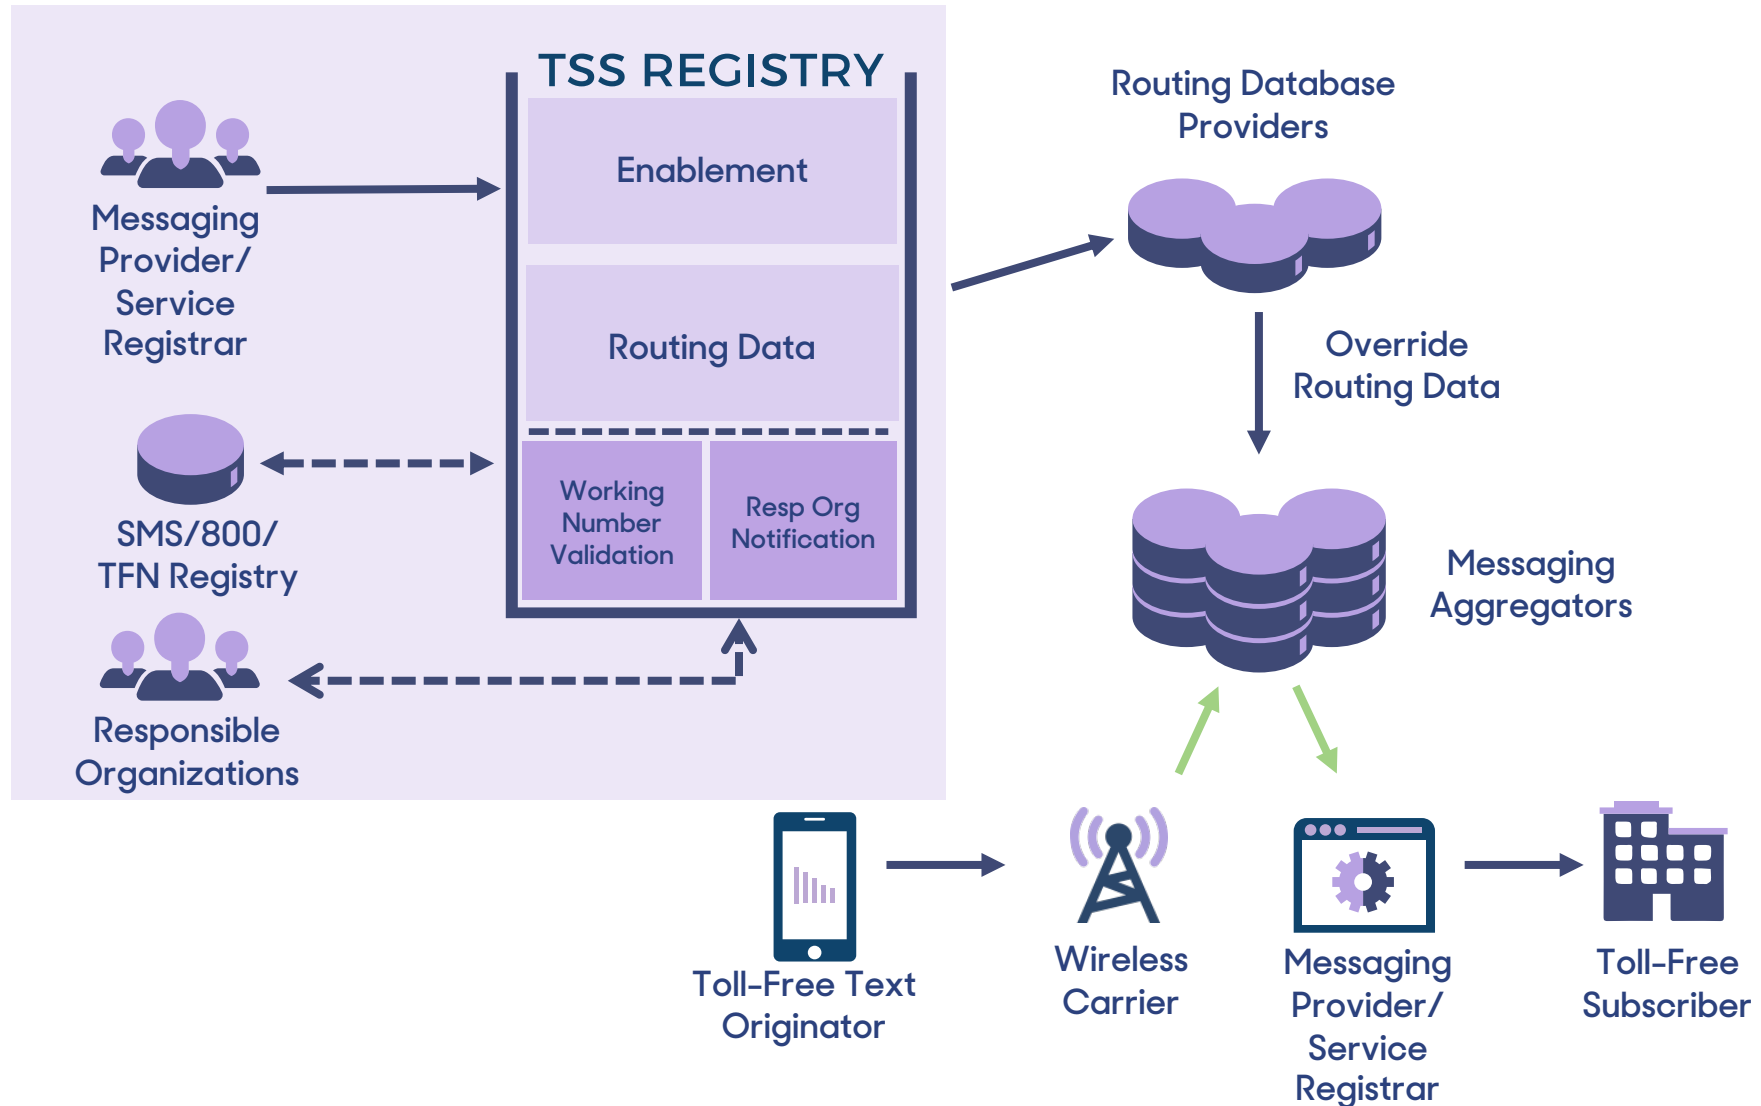 TSS REGISTRY
Enablement
Routing Data
Working
Number
Validation
Resp Org
Notification
Messaging
Provider/
Service
Registrar
SMS/800/
TFN Registry
Responsible
Organizations
Routing Database
Providers
Override
Routing Data
Messaging
Aggregators
Toll-Free Text
Originator
Wireless
Carrier
Messaging
Provider/
Service
Registrar
Toll-Free
Subscriber